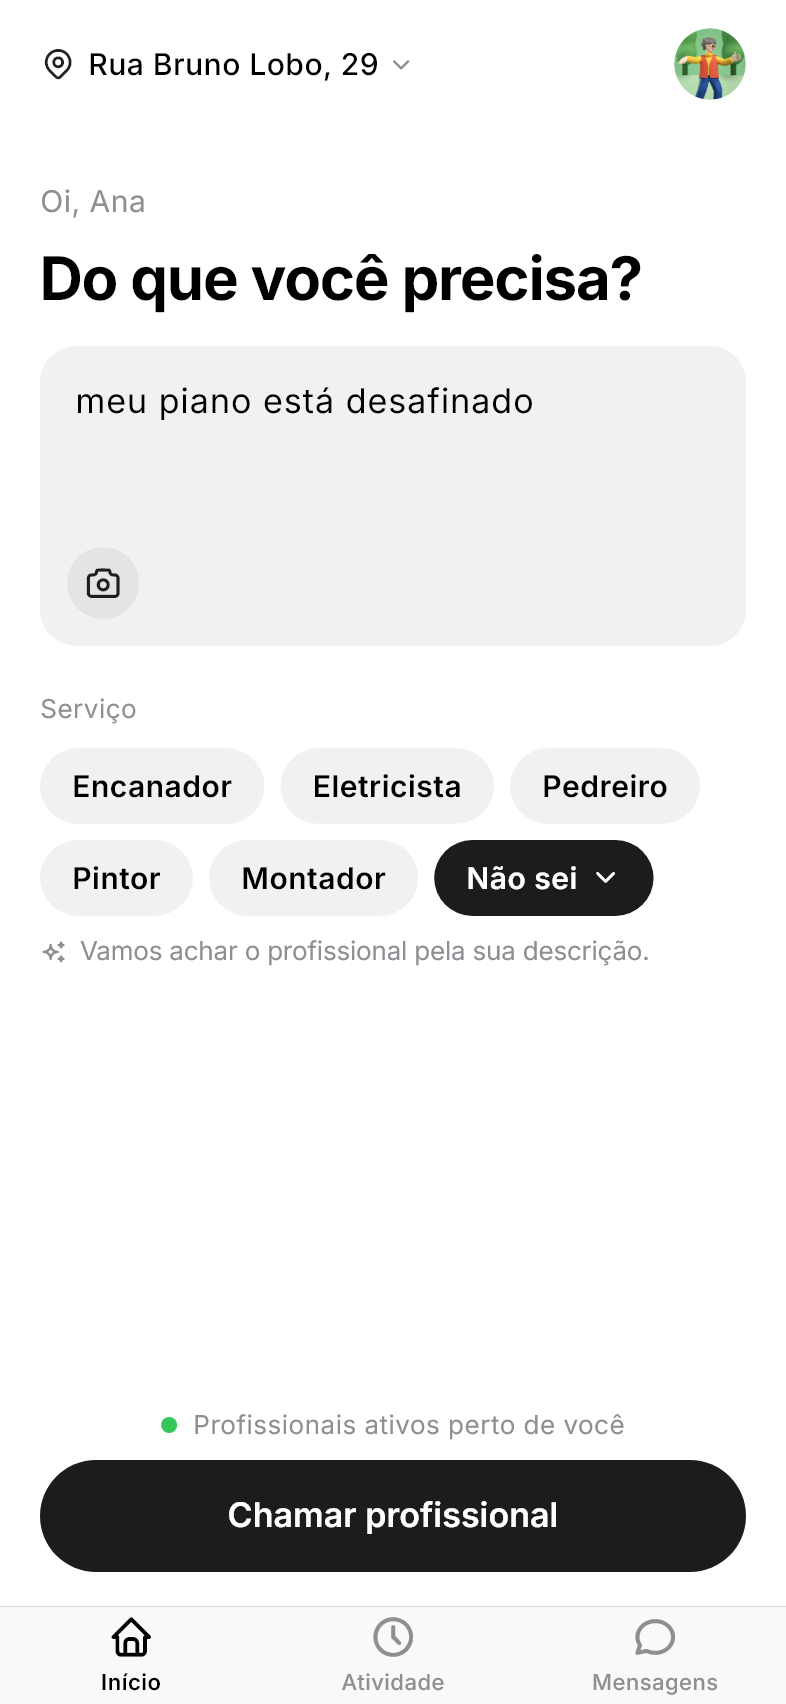 Rua Bruno Lobo, 29
Oi, Ana
Do que você precisa?
meu piano está desafinado
Serviço
Encanador
Eletricista
Pedreiro
Pintor
Montador
Não sei
Vamos achar o profissional pela sua descrição.
Profissionais ativos perto de você
Chamar profissional
Início
Atividade
Mensagens